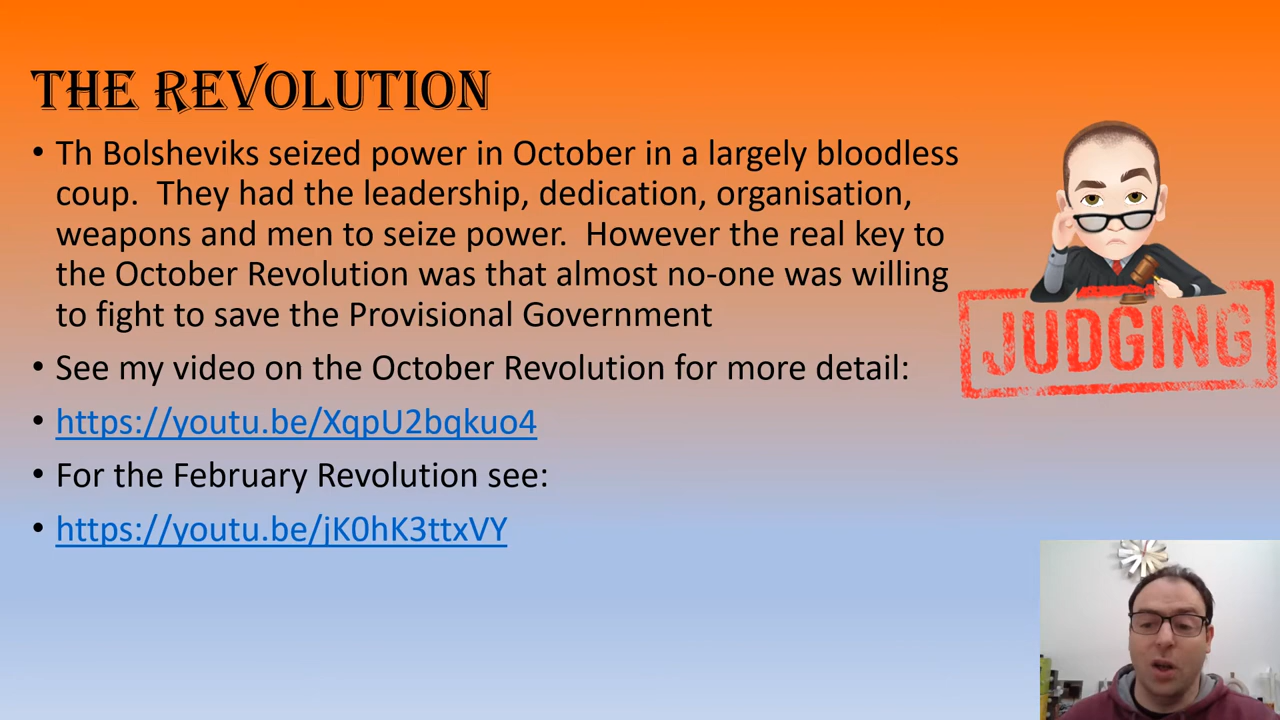 THE REVOLUTION
• Th Bolsheviks seized power in October in a largely bloodless
coup.  They had the leadership, dedication, organisation,
weapons and men to seize power.  However the real key to
the October Revolution was that almost no-one was willing
to fight to save the Provisional Government
• See my video on the October Revolution for more detail:
• https://youtu.be/XqpU2bqkuo4
• For the February Revolution see:
• https://youtu.be/jK0hK3ttxVY
JUDGING